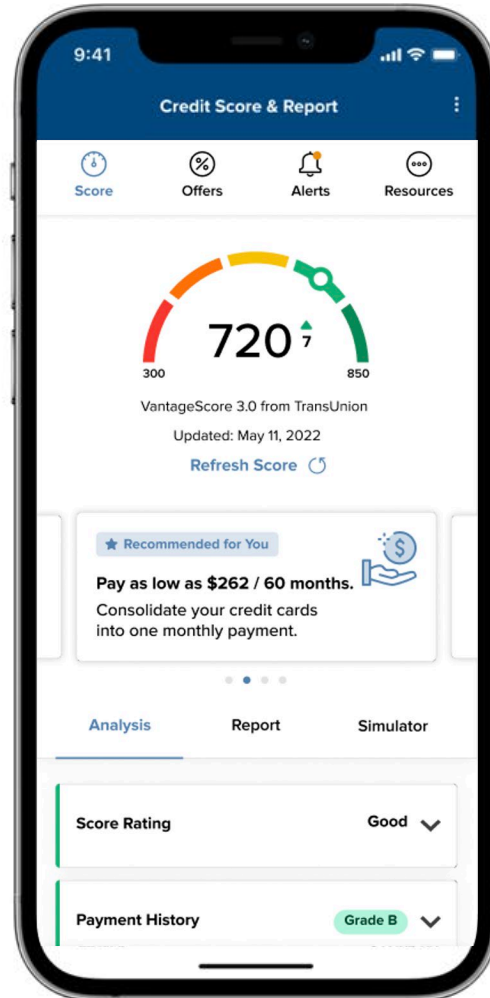 9:41
Credit Score & Report
Score
Offers
Alerts
Resources
720
7
300
850
VantageScore 3.0 from TransUnion
Updated: May 11, 2022
Refresh Score
Recommended for You
Pay as low as $262 / 60 months.
Consolidate your credit cards
into one monthly payment.
Analysis
Report
Simulator
Score Rating
Good
Payment History
Grade B